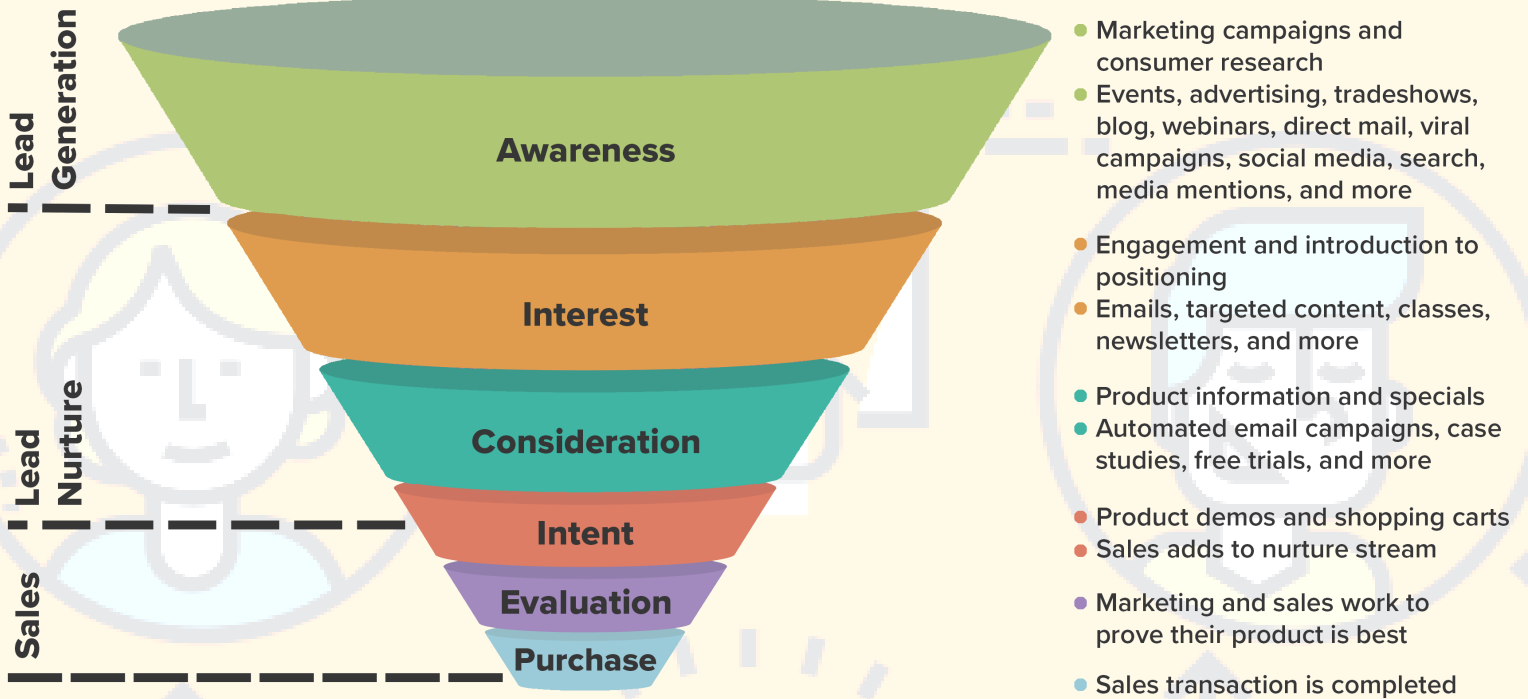 Lead
Generation
Lead
Nurture
Sales
Awareness
Interest
Consideration
Intent
Evaluation
Purchase
Marketing campaigns and
consumer research
Events, advertising, tradeshows,
blog, webinars, direct mail, viral
campaigns, social media, search,
media mentions, and more
Engagement and introduction to
positioning
Emails, targeted content, classes,
newsletters, and more
Product information and specials
Automated email campaigns, case
studies, free trials, and more
Product demos and shopping carts
Sales adds to nurture stream
Marketing and sales work to
prove their product is best
Sales transaction is completed